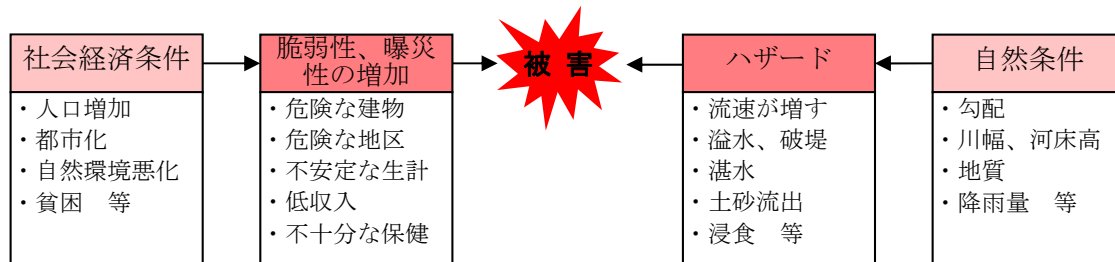 社会経済条件
・人口増加
・都市化
・自然環境悪化
・貧困　等
脆弱性、曝災
性の増加
・危険な建物
・危険な地区
・不安定な生計
・低収入
・不十分な保健
被 害
ハザード
・流速が増す
・溢水、破堤
・湛水
・土砂流出
・浸食　等
自然条件
・勾配
・川幅、河床高
・地質
・降雨量　等